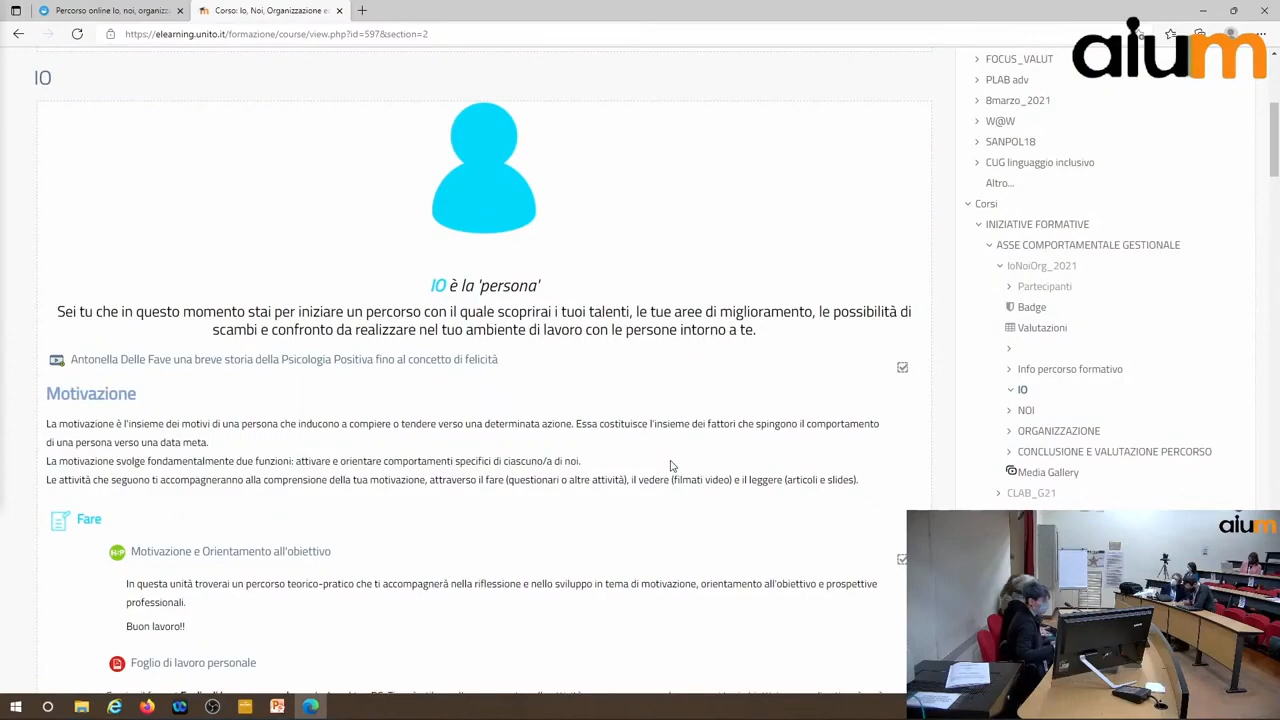 Percorso online Io, noi, organizz
Corso: Io, Noi, Organizzazione e
https://elearning.unito.it/formazione/course/view.php?id=597&section=2
aium
IO
IO è la 'persona'
Sei tu che in questo momento stai per iniziare un percorso con il quale scoprirai i tuoi talenti, le tue aree di miglioramento, le possibilità di
scambi e confronto da realizzare nel tuo ambiente di lavoro con le persone intorno a te.
Antonella Delle Fave una breve storia della Psicologia Positiva fino al concetto di felicità
Motivazione
La motivazione è l'insieme dei motivi di una persona che inducono a compiere o tendere verso una determinata azione. Essa costituisce l'insieme dei fattori che spingono il comportamento
di una persona verso una data meta.
La motivazione svolge fondamentalmente due funzioni: attivare e orientare comportamenti specifici di ciascuno/a di noi.
Le attività che seguono ti accompagneranno alla comprensione della tua motivazione, attraverso il fare (questionari o altre attività), il vedere (filmati video) e il leggere (articoli e slides).
Fare
H-P Motivazione e Orientamento all'obiettivo
In questa unità troverai un percorso teorico-pratico che ti accompagnerà nella riflessione e nello sviluppo in tema di motivazione, orientamento all'obiettivo e prospettive
professionali.
Buon lavoro!!
Foglio di lavoro personale
FOCUS_VALUT
PLAB adv
8marzo_2021
W@W
SANPOL18
CUG linguaggio inclusivo
Altro...
Corsi
INIZIATIVE FORMATIVE
ASSE COMPORTAMENTALE GESTIONALE
IoNoiOrg_2021
Partecipanti
Badge
Valutazioni
Info percorso formativo
IO
NOI
ORGANIZZAZIONE
CONCLUSIONE E VALUTAZIONE PERCORSO
Media Gallery
CLAB_G21
aium